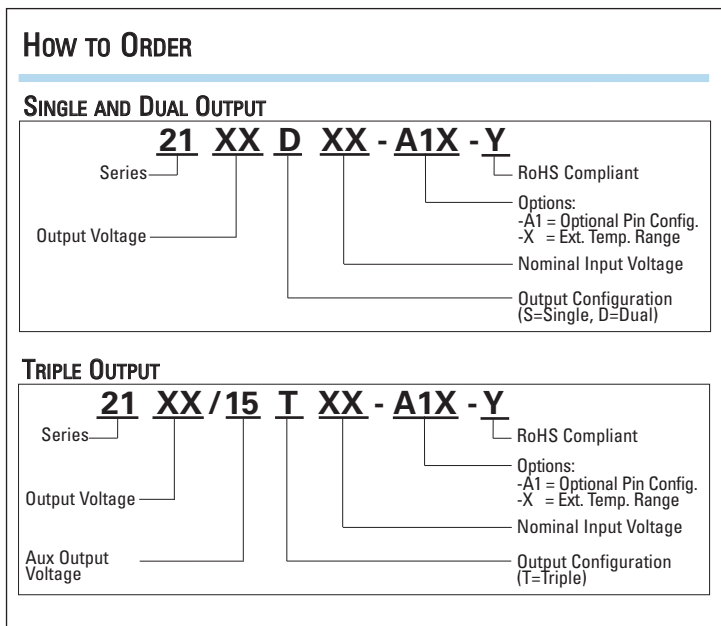 HOW TO ORDER
SINGLE AND DUAL OUTPUT
21 XX D XX - A1X - Y
Series
RoHS Compliant
Options:
-A1 = Optional Pin Config.
-X = Ext. Temp. Range
Output Voltage
Nominal Input Voltage
Output Configuration
(S=Single, D=Dual)
TRIPLE OUTPUT
21 XX / 15 T XX - A1X - Y
Series
RoHS Compliant
Options:
-A1 = Optional Pin Config.
-X = Ext. Temp. Range
Output Voltage
Nominal Input Voltage
Aux Output
Voltage
Output Configuration
(T=Triple)